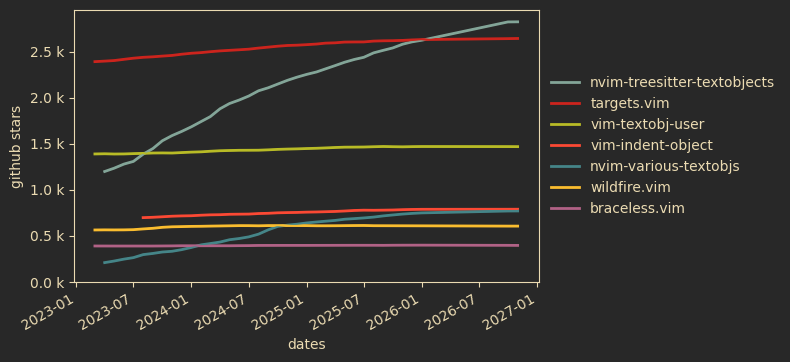 2.5 k
2.0 k
1.5 k
1.0 k
0.5 k
0.0 k
github stars
2023-01
2023-07
2024-01
2024-07
2025-01
2025-07
2026-01
2026-07
2027-01
dates
nvim-treesitter-textobjects
targets.vim
vim-textobj-user
vim-indent-object
nvim-various-textobjs
wildfire.vim
braceless.vim